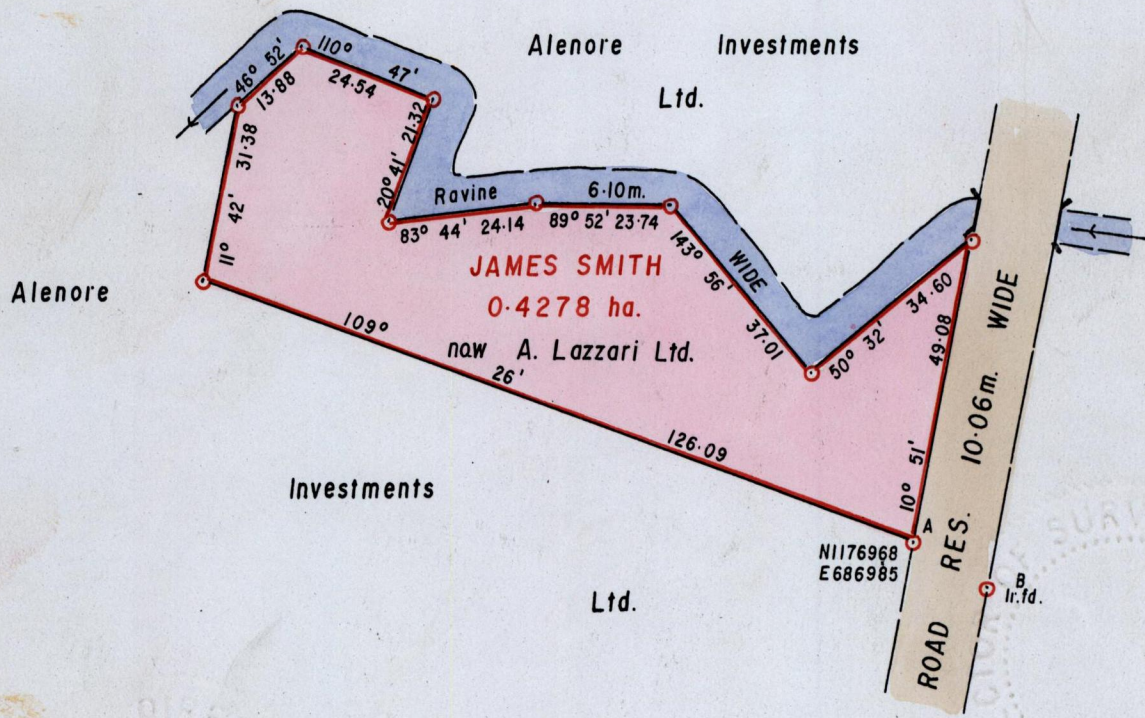 Alenore Investments
Ltd.
46° 52'
13·88
110° 47'
24·54
31·38
11° 42'
21·32
20° 41'
Ravine 6·10m.
WIDE
83° 44' 24.14
89° 52' 23.74
143° 56'
37·01
50° 32'
34·60
49·08
10° 51'
JAMES SMITH
0·4278 ha.
now A. Lazzari Ltd.
109° 26'
126·09
Alenore
Investments
Ltd.
A
N1176968
E686985
B
Ir.fd.
ROAD RES. 10·06m. WIDE